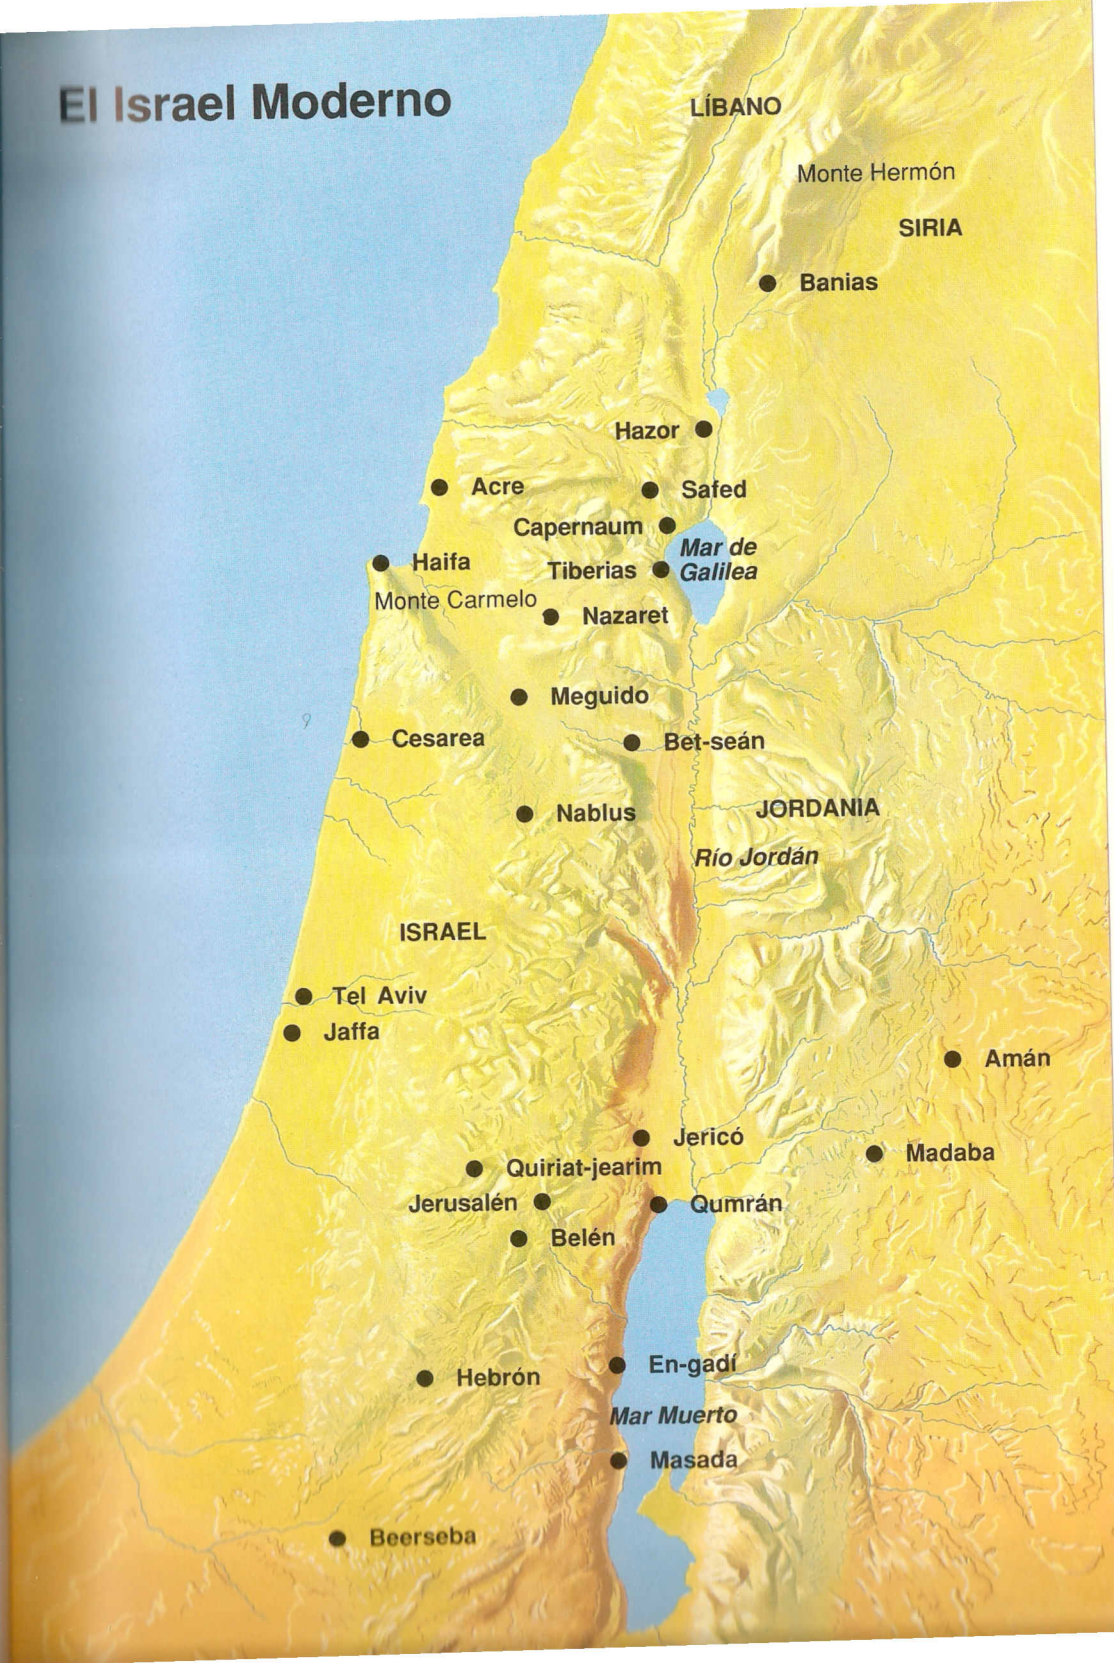 El Israel Moderno
LÍBANO
Monte Hermón
SIRIA
Banias
Hazor
Acre
Safed
Capernaum
Mar de
Galilea
Haifa
Tiberias
Monte Carmelo
Nazaret
Meguido
9
Cesarea
Bet-seán
Nablus
JORDANIA
Río Jordán
ISRAEL
Tel Aviv
Jaffa
Amán
Jericó
Madaba
Quiriat-jearim
Jerusalén
Qumrán
Belén
En-gadí
Hebrón
Mar Muerto
Masada
Beerseba